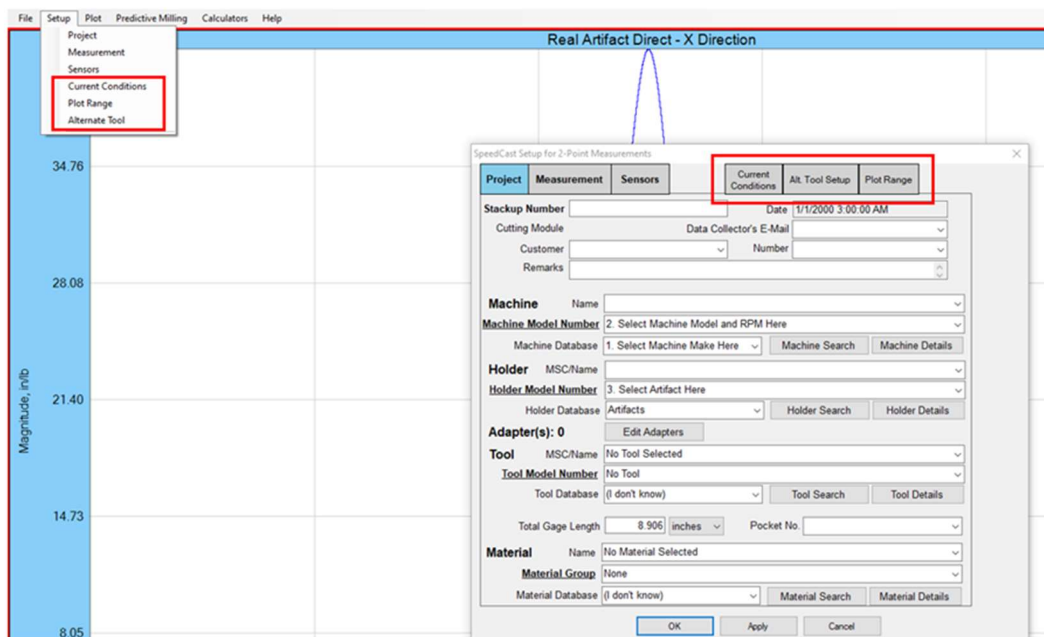 File Setup Plot Predictive Milling Calculators Help
Project
Measurement
Sensors
Current Conditions
Plot Range
Alternate Tool
Real Artifact Direct - X Direction
34.76
28.08
21.40
14.73
8.05
Magnitude, in/lb
SpeedCast Setup for 2-Point Measurements
Project Measurement Sensors Current Conditions Alt. Tool Setup Plot Range
Stackup Number Date 1/1/2000 3:00:00 AM
Cutting Module Data Collector's E-Mail
Customer Number
Remarks
Machine Name
Machine Model Number 2. Select Machine Model and RPM Here
Machine Database 1. Select Machine Make Here Machine Search Machine Details
Holder MSC/Name
Holder Model Number 3. Select Artifact Here
Holder Database Artifacts Holder Search Holder Details
Adapter(s): 0 Edit Adapters
Tool MSC/Name No Tool Selected
Tool Model Number No Tool
Tool Database (I don't know) Tool Search Tool Details
Total Gage Length 8.906 inches Pocket No.
Material Name No Material Selected
Material Group None
Material Database (I don't know) Material Search Material Details
OK Apply Cancel